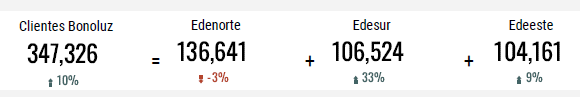 Clientes Bonoluz Edenorte Edesur Edeeste
347,326 = 136,641 + 106,524 + 104,161
10% -3% 33% 9%